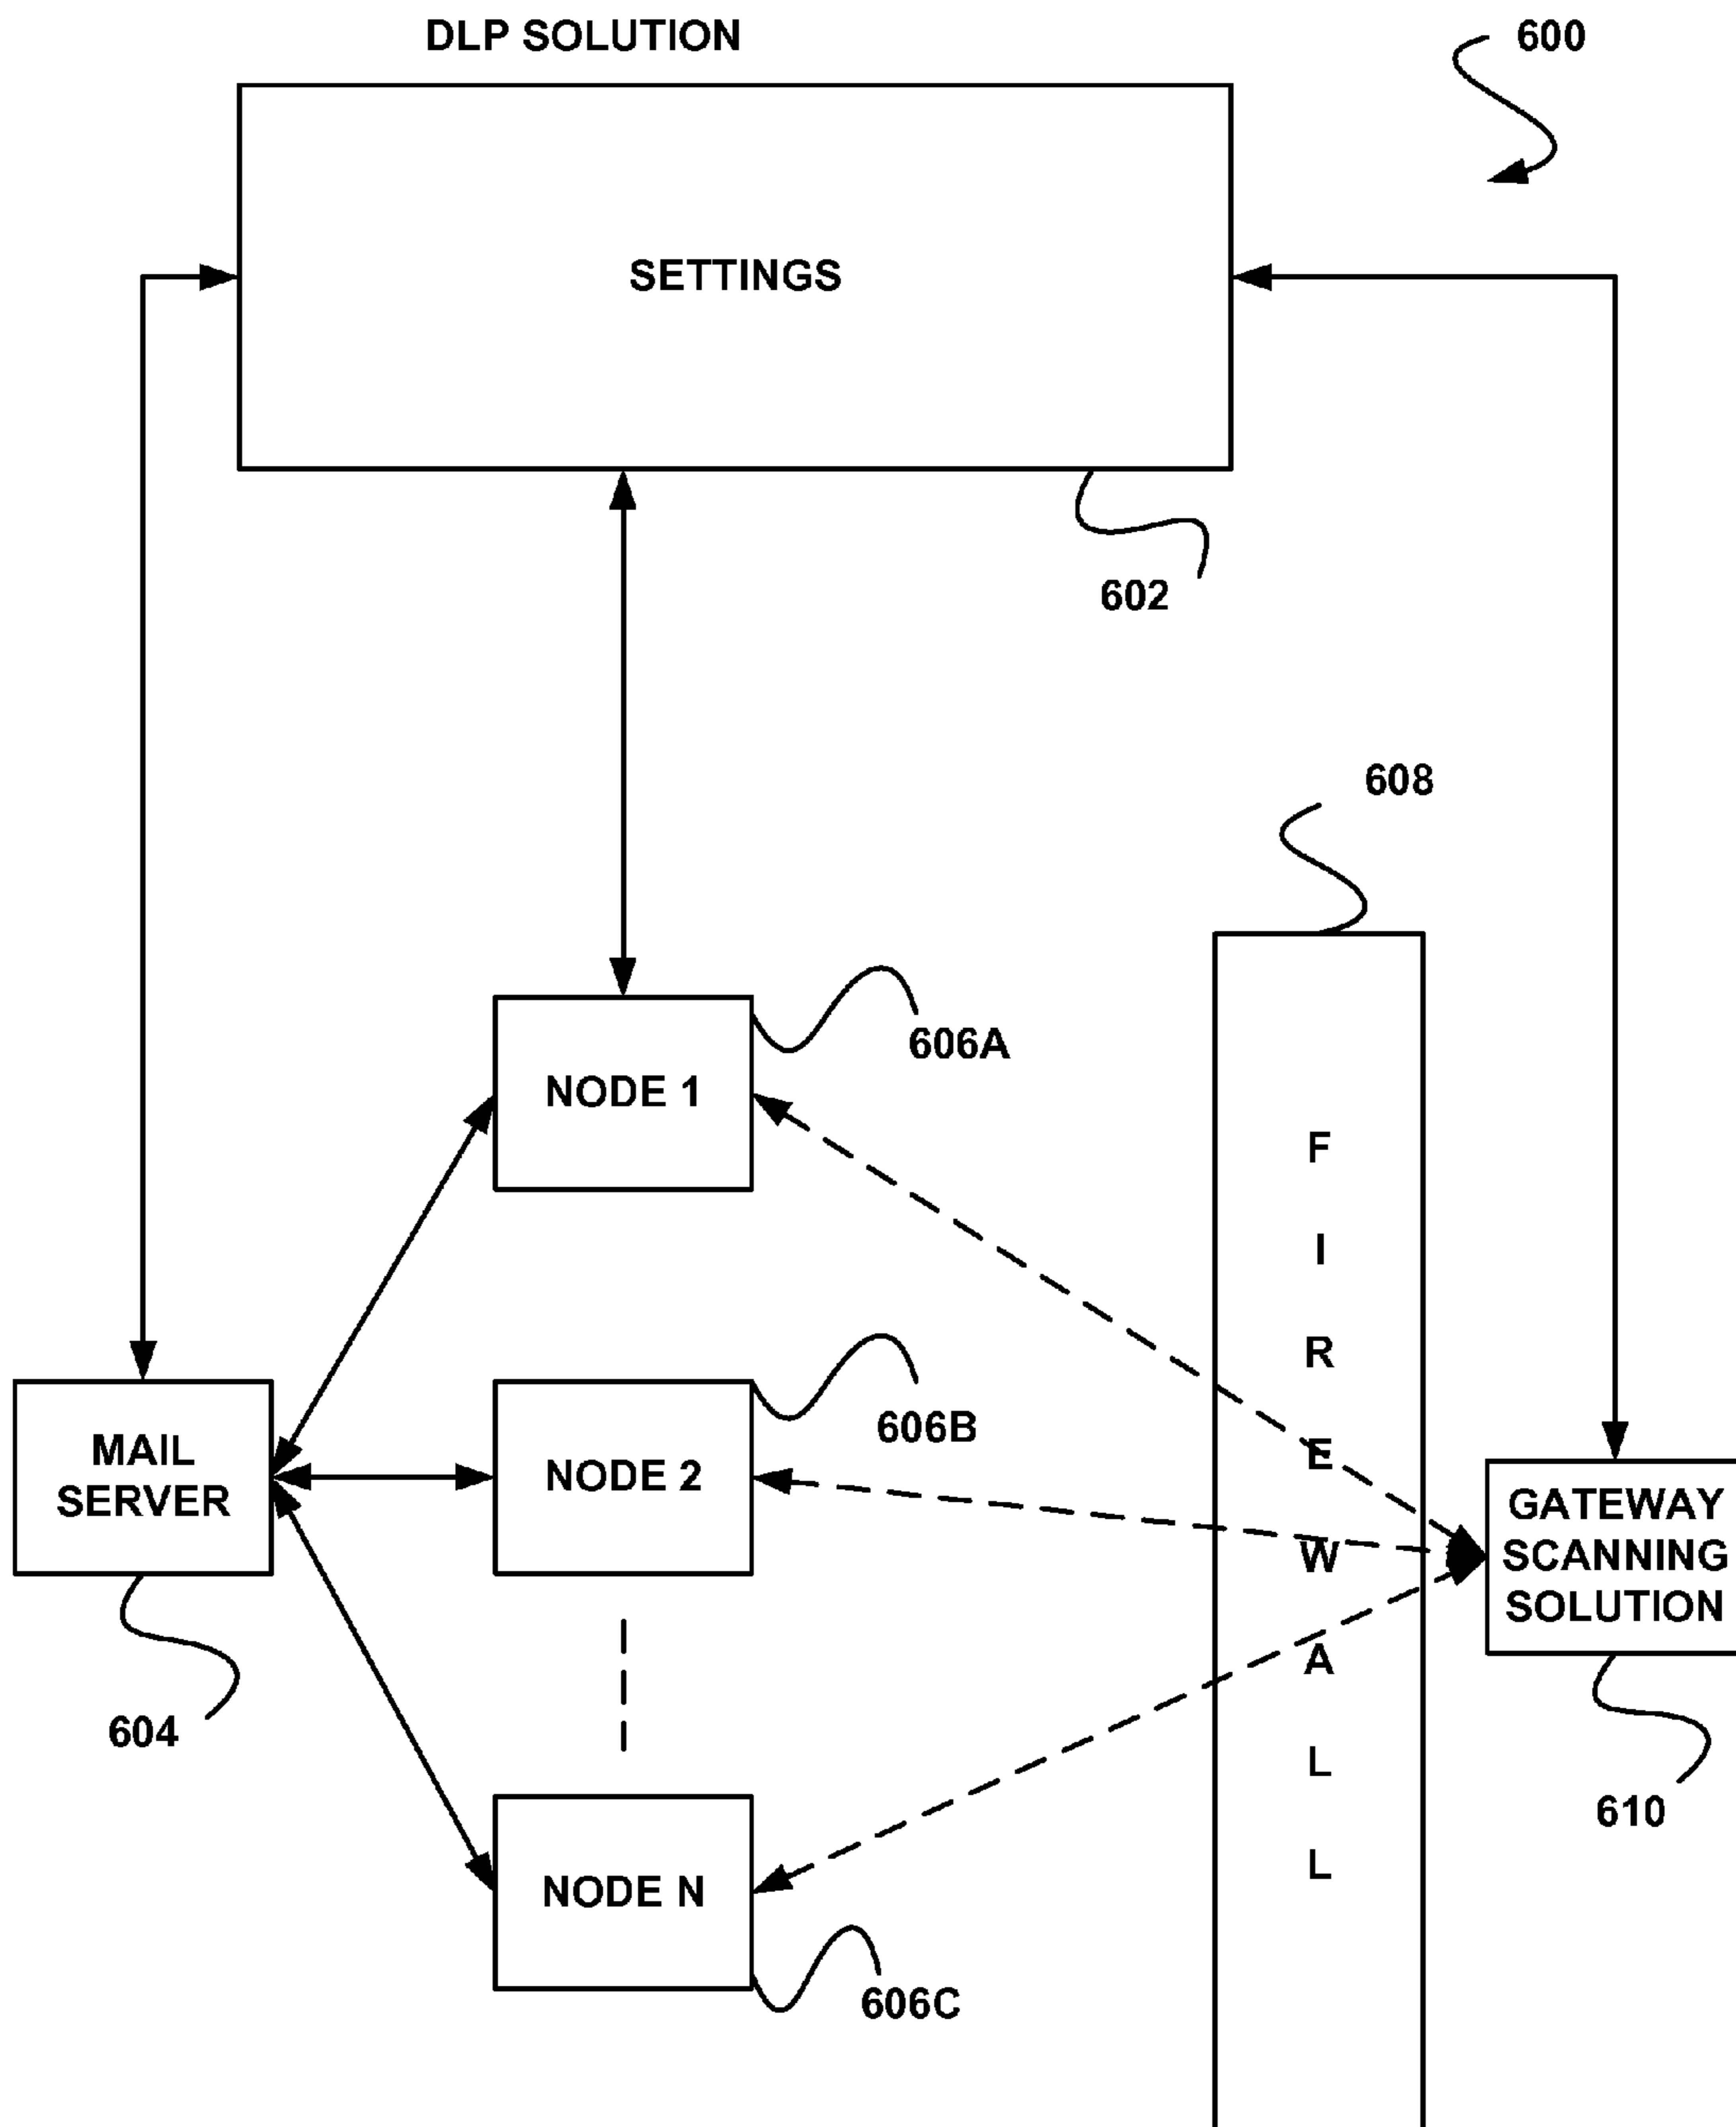 DLP SOLUTION
600
SETTINGS
602
608
606A
NODE 1
F
I
R
E
W
A
L
L
606B
MAIL
SERVER
NODE 2
GATEWAY
SCANNING
SOLUTION
604
610
NODE N
606C